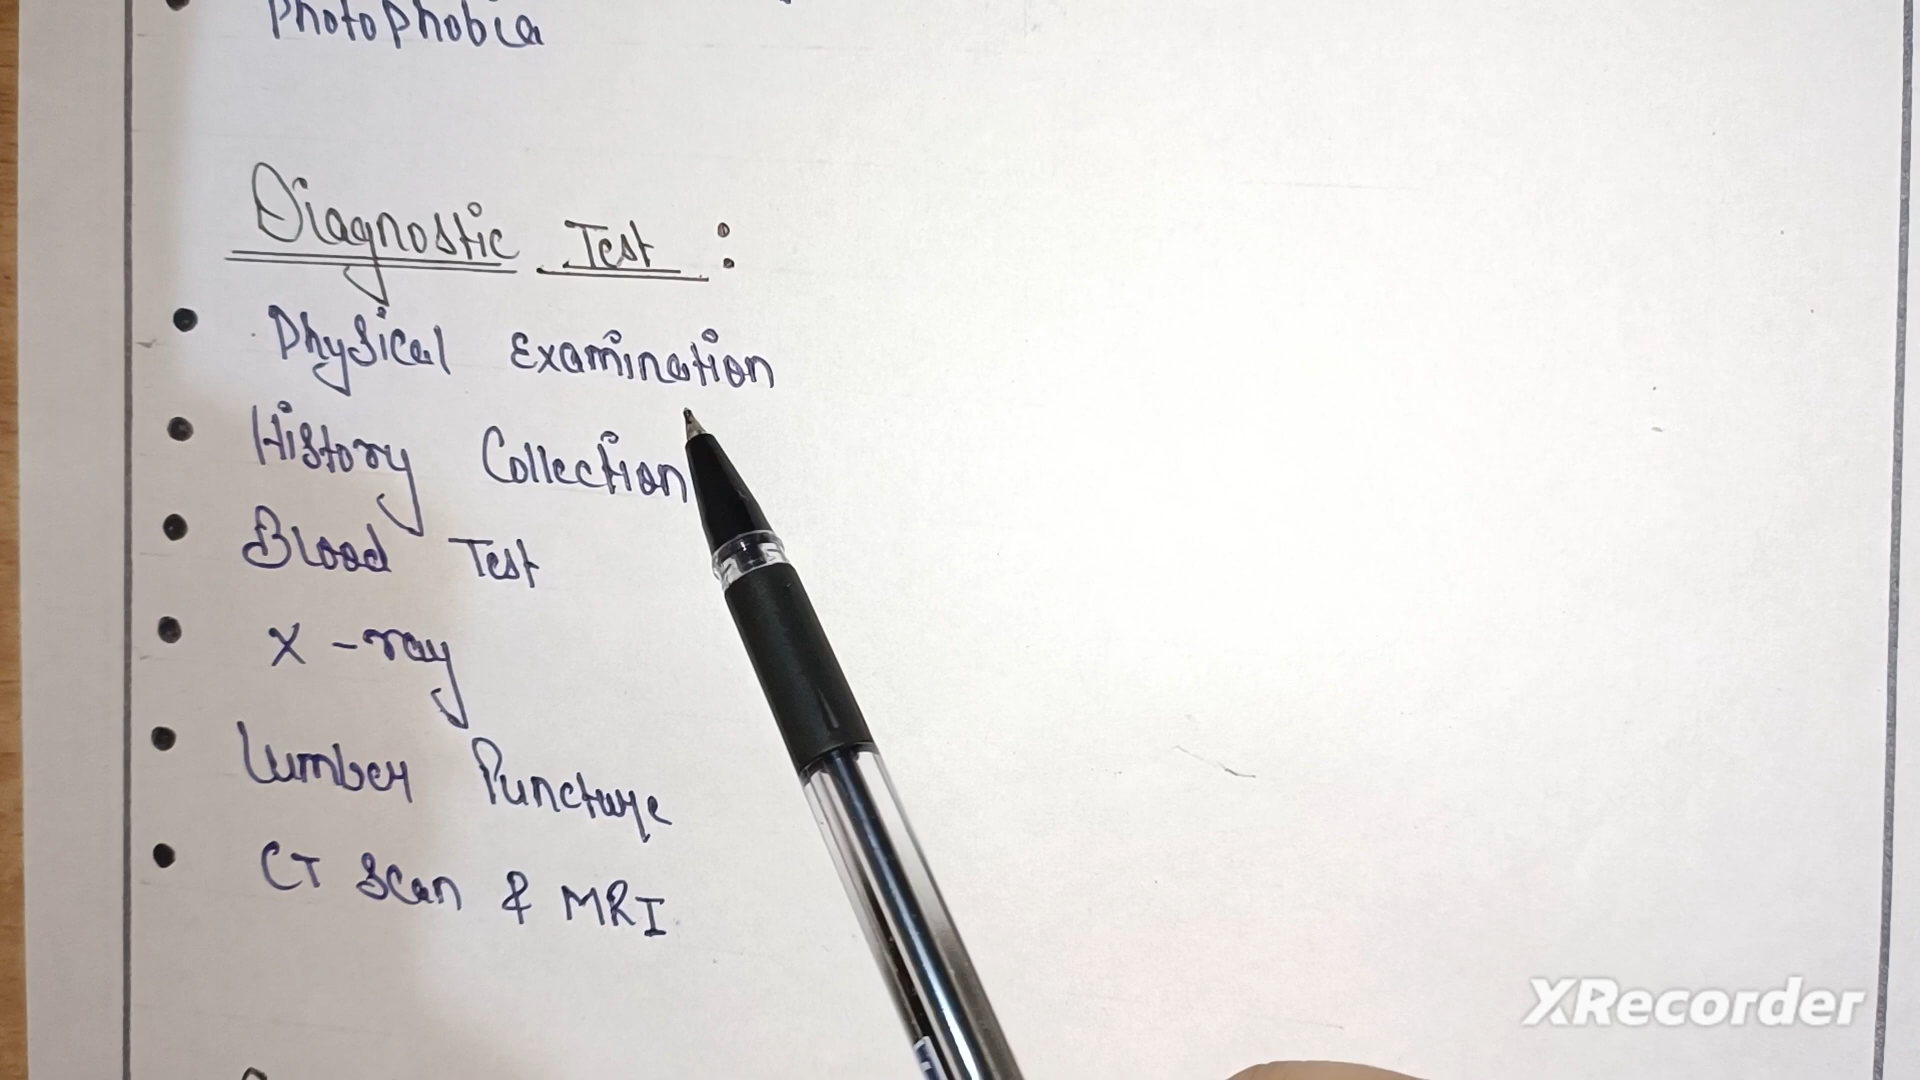 Photophobia
Diagnostic Test :
Physical Examination
History Collection
Blood Test
X-ray
Lumber Puncture
CT Scan & MRI
XRecorder